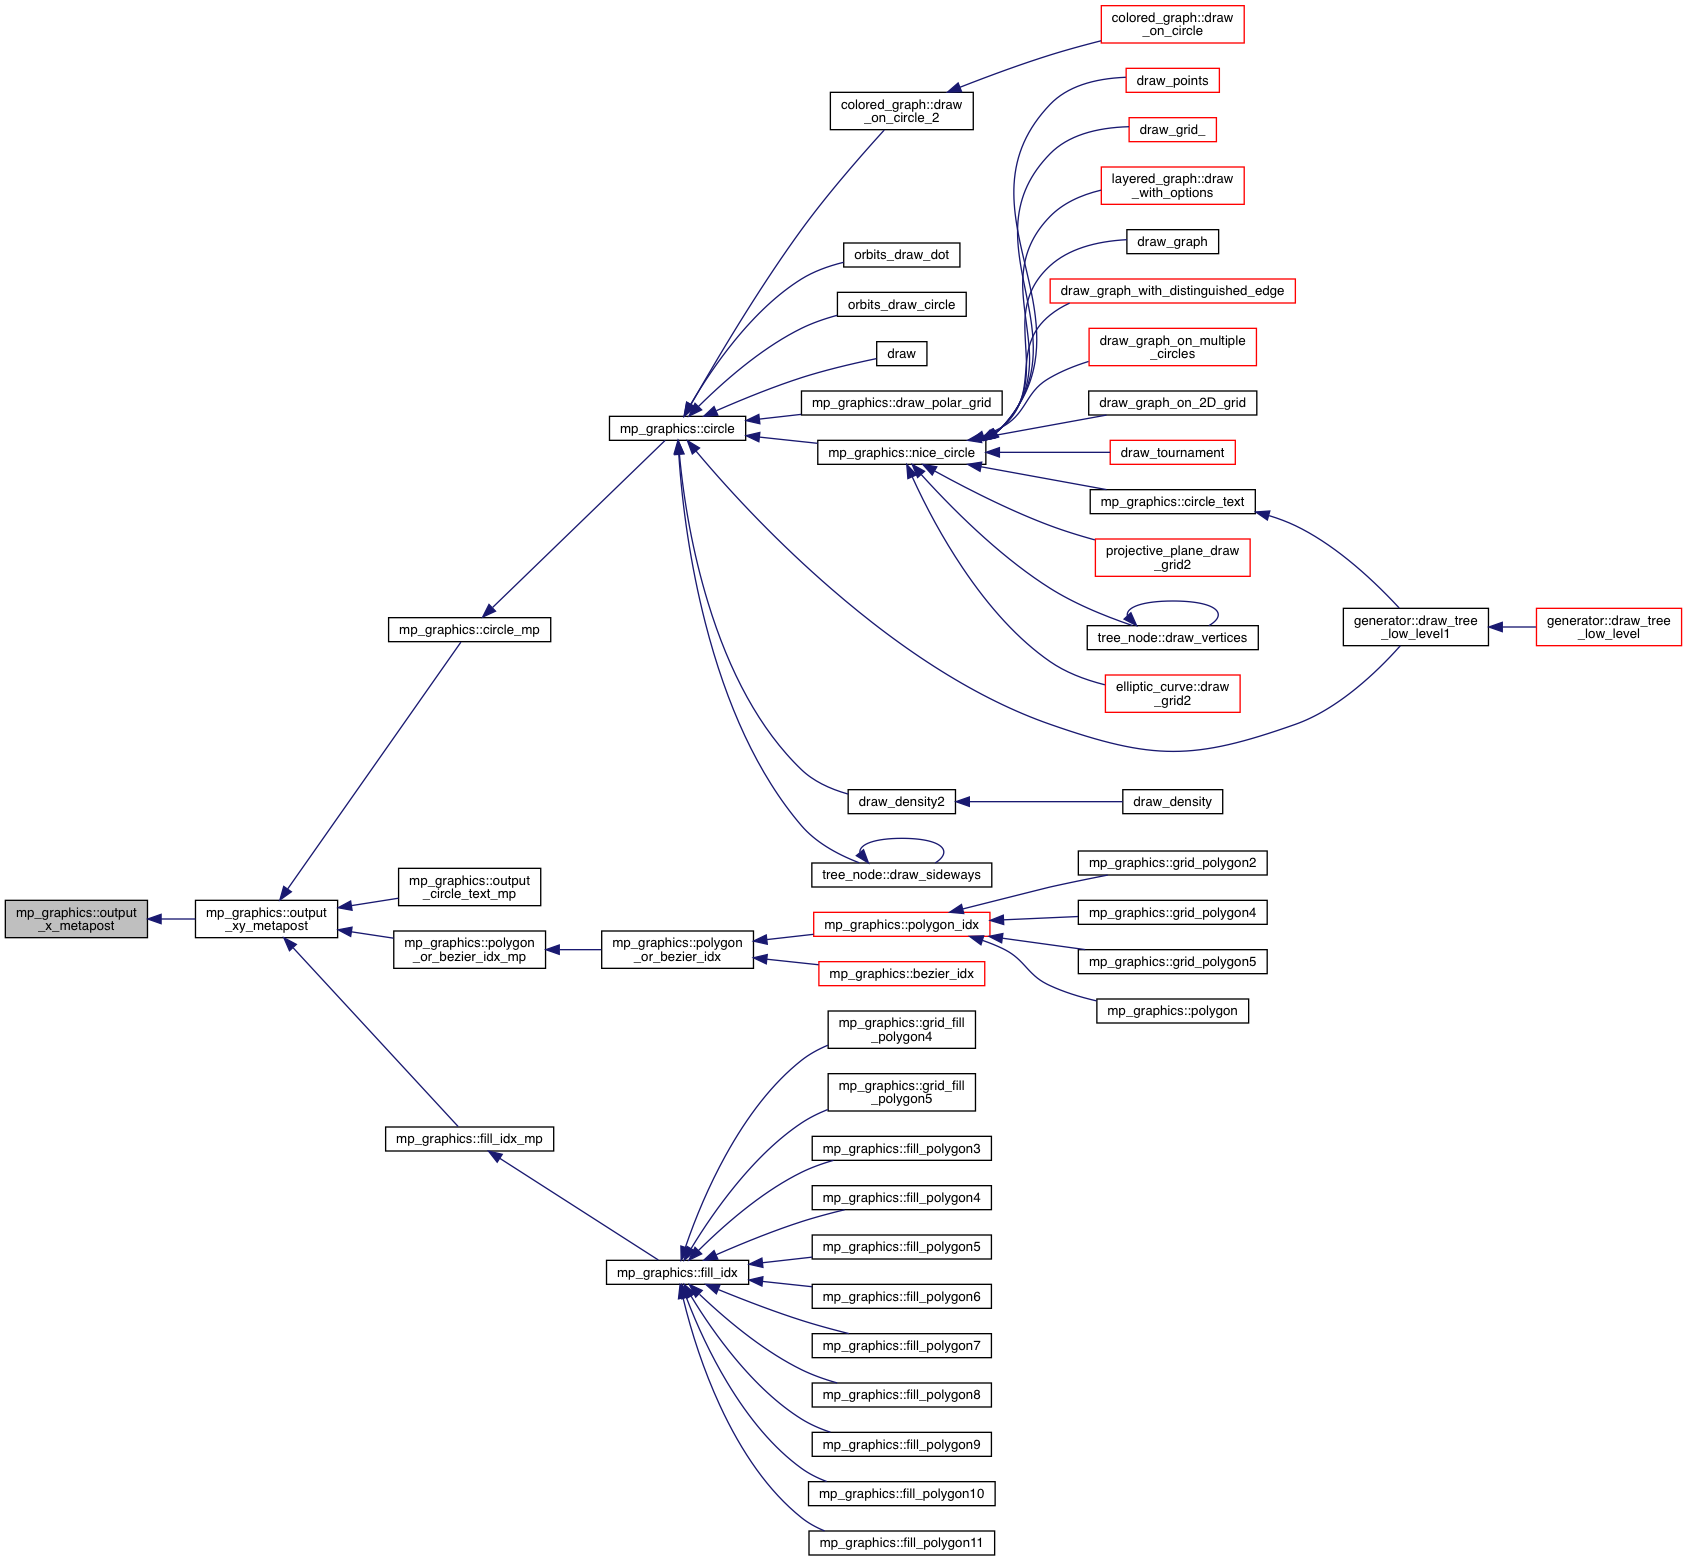 colored_graph::draw
_on_circle
draw_points
colored_graph::draw
_on_circle_2
draw_grid_
layered_graph::draw
_with_options
draw_graph
orbits_draw_dot
draw_graph_with_distinguished_edge
orbits_draw_circle
draw_graph_on_multiple
_circles
draw
mp_graphics::draw_polar_grid
draw_graph_on_2D_grid
mp_graphics::circle
mp_graphics::nice_circle
draw_tournament
mp_graphics::circle_text
projective_plane_draw
_grid2
mp_graphics::circle_mp
tree_node::draw_vertices
generator::draw_tree
_low_level1
generator::draw_tree
_low_level
elliptic_curve::draw
_grid2
draw_density2
draw_density
tree_node::draw_sideways
mp_graphics::grid_polygon2
mp_graphics::output
_circle_text_mp
mp_graphics::output
_x_metapost
mp_graphics::output
_xy_metapost
mp_graphics::grid_polygon4
mp_graphics::polygon_idx
mp_graphics::polygon
_or_bezier_idx_mp
mp_graphics::polygon
_or_bezier_idx
mp_graphics::grid_polygon5
mp_graphics::bezier_idx
mp_graphics::polygon
mp_graphics::grid_fill
_polygon4
mp_graphics::grid_fill
_polygon5
mp_graphics::fill_idx_mp
mp_graphics::fill_polygon3
mp_graphics::fill_polygon4
mp_graphics::fill_polygon5
mp_graphics::fill_idx
mp_graphics::fill_polygon6
mp_graphics::fill_polygon7
mp_graphics::fill_polygon8
mp_graphics::fill_polygon9
mp_graphics::fill_polygon10
mp_graphics::fill_polygon11